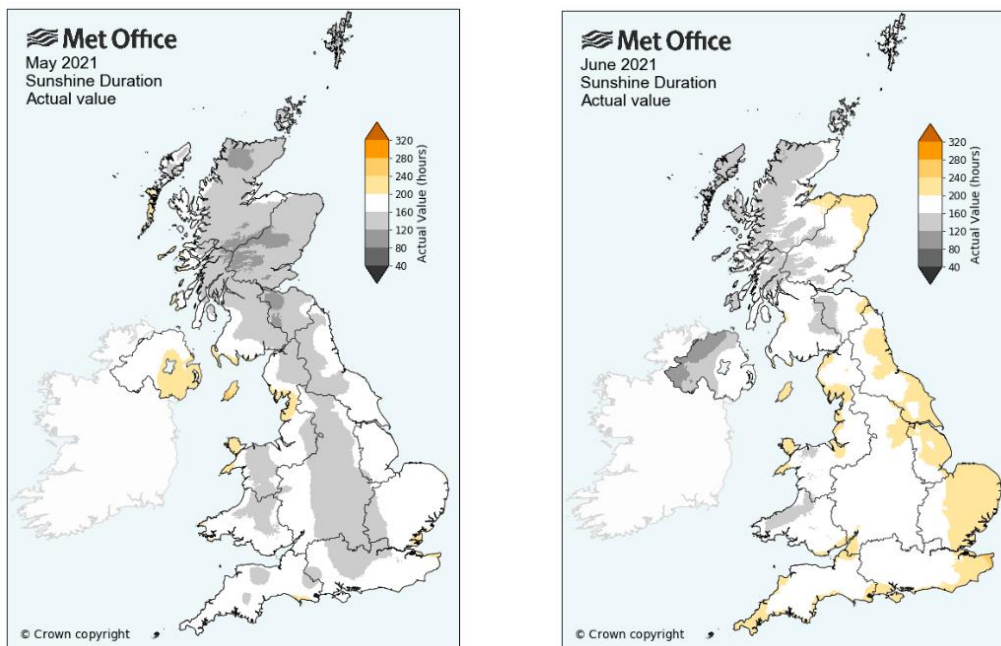 Met Office
May 2021
Sunshine Duration
Actual value
320
280
240
200
160
120
80
40
Actual Value (hours)
© Crown copyright
Met Office
June 2021
Sunshine Duration
Actual value
320
280
240
200
160
120
80
40
Actual Value (hours)
© Crown copyright